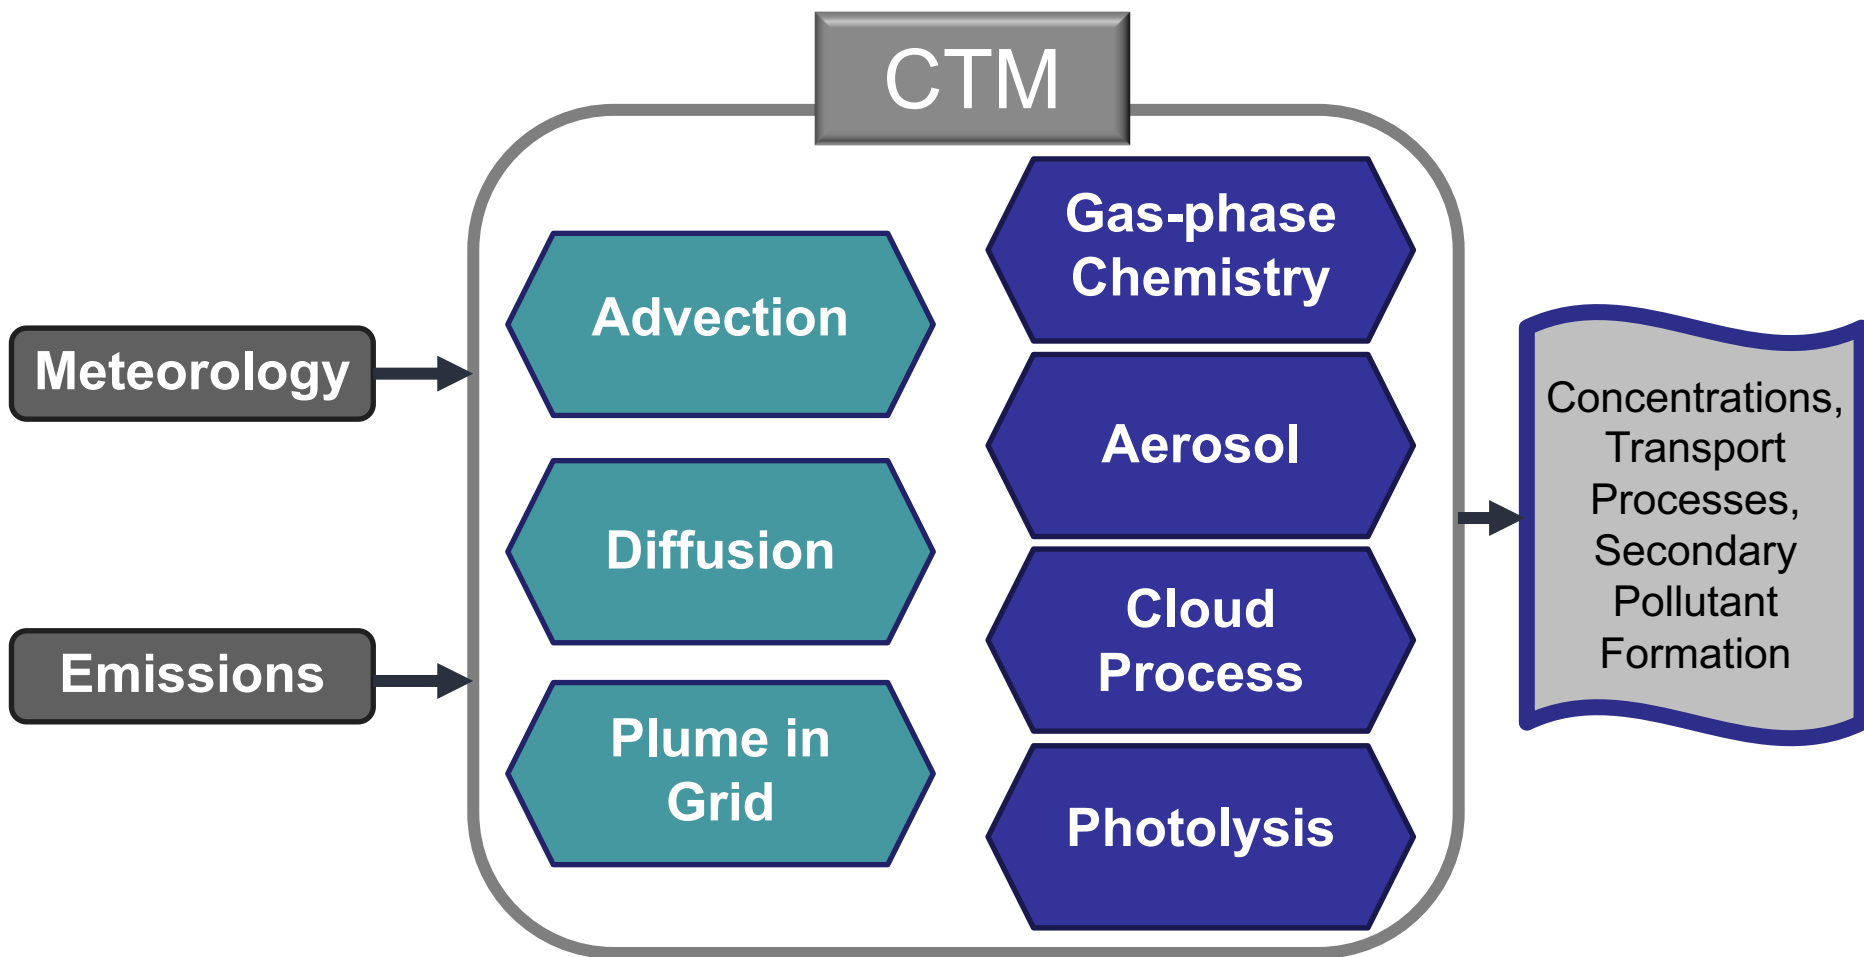 CTM
Meteorology
Emissions
Advection
Diffusion
Plume in
Grid
Gas-phase
Chemistry
Aerosol
Cloud
Process
Photolysis
Concentrations,
Transport
Processes,
Secondary
Pollutant
Formation